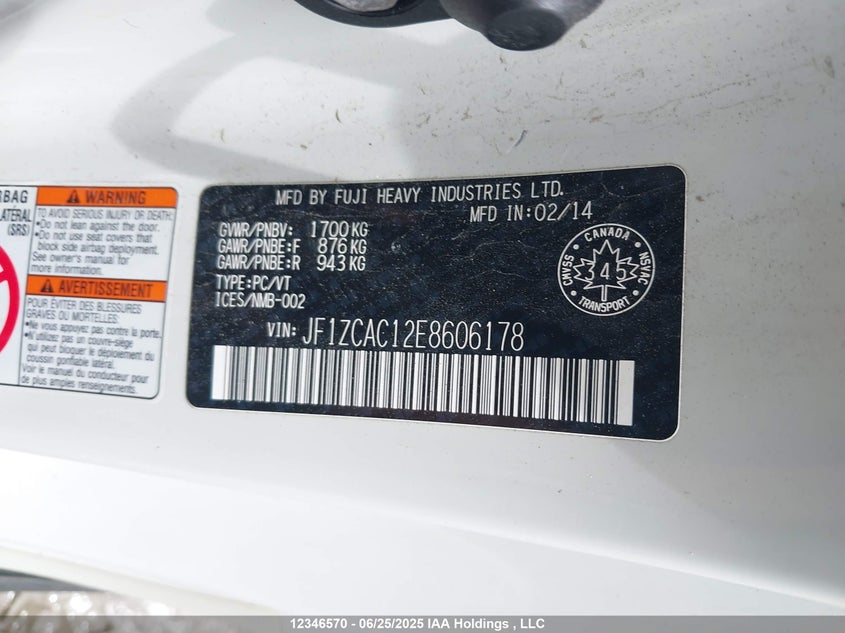 RBAG
LATÉRAL
(SRS)
WARNING
TO AVOID SERIOUS INJURY OR DEATH:
•Do not lean against the door.
•Do not use seat covers that
block side airbag deployment.
See owner's manual for
more information.
AVERTISSEMENT
POUR ÉVITER DES BLESSURES
GRAVES OU MORTELLES:
•Ne vous appuyez pas contre la porte.
•N'utilisez pas un couvre-siège
qui peut bloquer le déploiement du
coussin gonflable latéral.
Voir le manuel du conducteur pour
de plus amples renseignements.
MFD BY FUJI HEAVY INDUSTRIES LTD.
MFD IN:02/14
GVWR/PNBV: 1700KG
GAWR/PNBE:F 876KG
GAWR/PNBE:R 943KG
TYPE:PC/VT
ICES/NMB-002
CANADA
CMVSS
345
NSVAC
TRANSPORT
VIN: JF1ZCAC12E8606178
12346570 - 06/25/2025 IAA Holdings , LLC